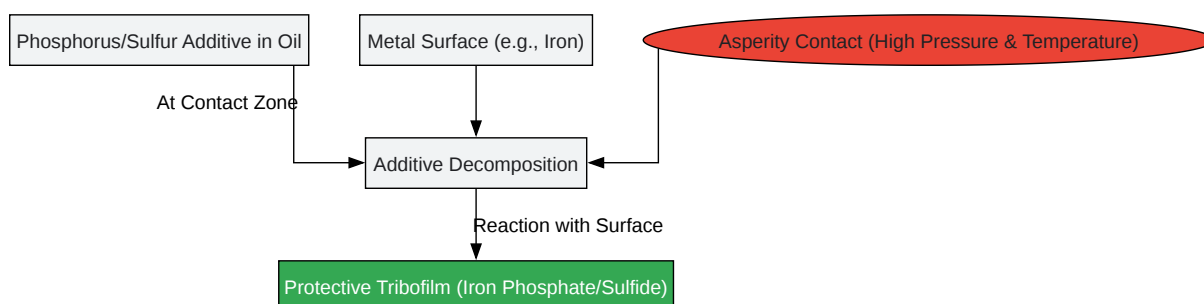 Phosphorus/Sulfur Additive in Oil
Metal Surface (e.g., Iron)
Asperity Contact (High Pressure & Temperature)
At Contact Zone
Additive Decomposition
Reaction with Surface
Protective Tribofilm (Iron Phosphate/Sulfide)